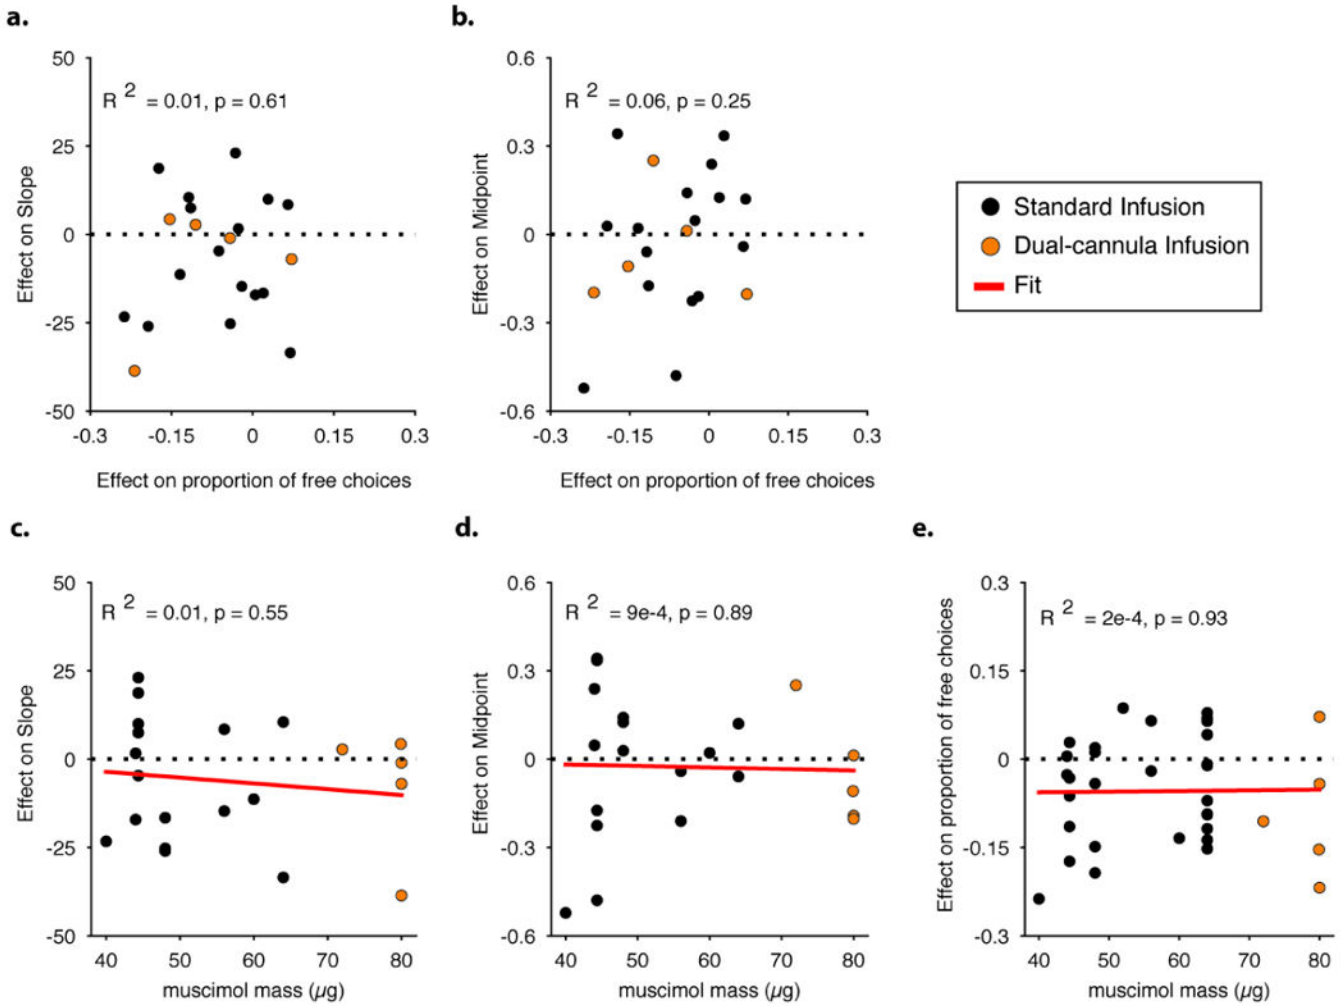 a.
50
25
0
-25
-50
Effect on Slope
R 2 = 0.01, p = 0.61
-0.3 -0.15 0 0.15 0.3
Effect on proportion of free choices
b.
0.6
0.3
0
-0.3
-0.6
Effect on Midpoint
R 2 = 0.06, p = 0.25
-0.3 -0.15 0 0.15 0.3
Effect on proportion of free choices
Standard Infusion
Dual-cannula Infusion
Fit
c.
50
25
0
-25
-50
Effect on Slope
R 2 = 0.01, p = 0.55
40 50 60 70 80
muscimol mass (µg)
d.
0.6
0.3
0
-0.3
-0.6
Effect on Midpoint
R 2 = 9e-4, p = 0.89
40 50 60 70 80
muscimol mass (µg)
e.
0.3
0.15
0
-0.15
-0.3
Effect on proportion of free choices
R 2 = 2e-4, p = 0.93
40 50 60 70 80
muscimol mass (µg)